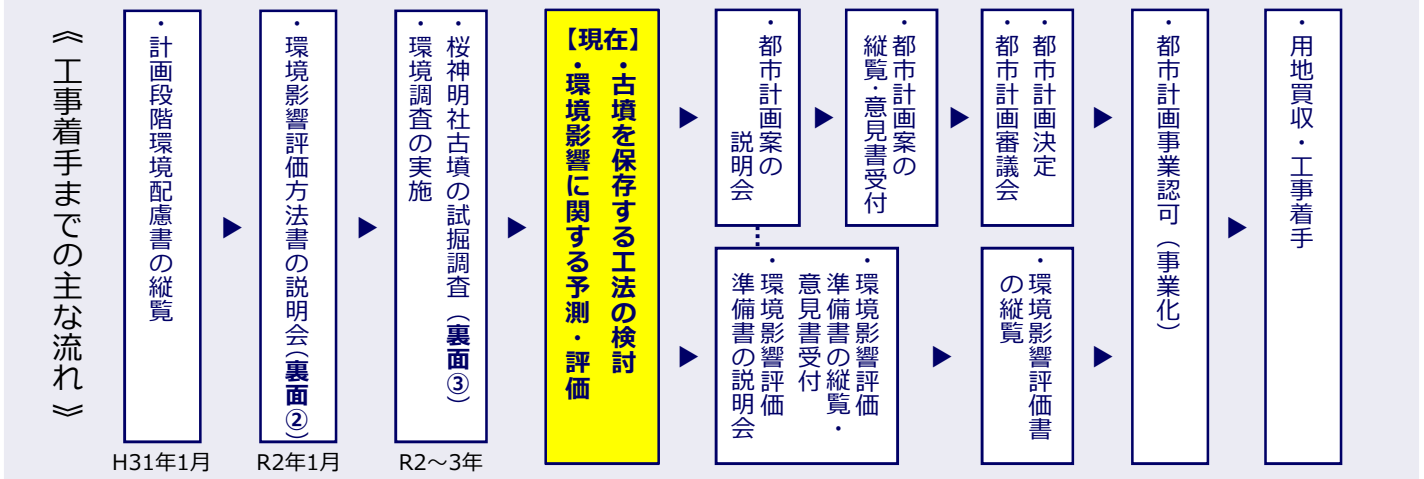 《工事着手までの主な流れ》
・計画段階環境配慮書の縦覧
H31年1月
・環境影響評価方法書の説明会（裏面②）
R2年1月
・桜神明社古墳の試掘調査（裏面③）
・環境調査の実施
R2～3年
【現在】
・古墳を保存する工法の検討
・環境影響に関する予測・評価
・都市計画案の
説明会
・都市計画案の
縦覧・意見書受付
・都市計画決定
・都市計画審議会
・環境影響評価
準備書の説明会
・環境影響評価
準備書の縦覧・
意見書受付
・環境影響評価書
の縦覧
・都市計画事業認可（事業化）
・用地買収・工事着手